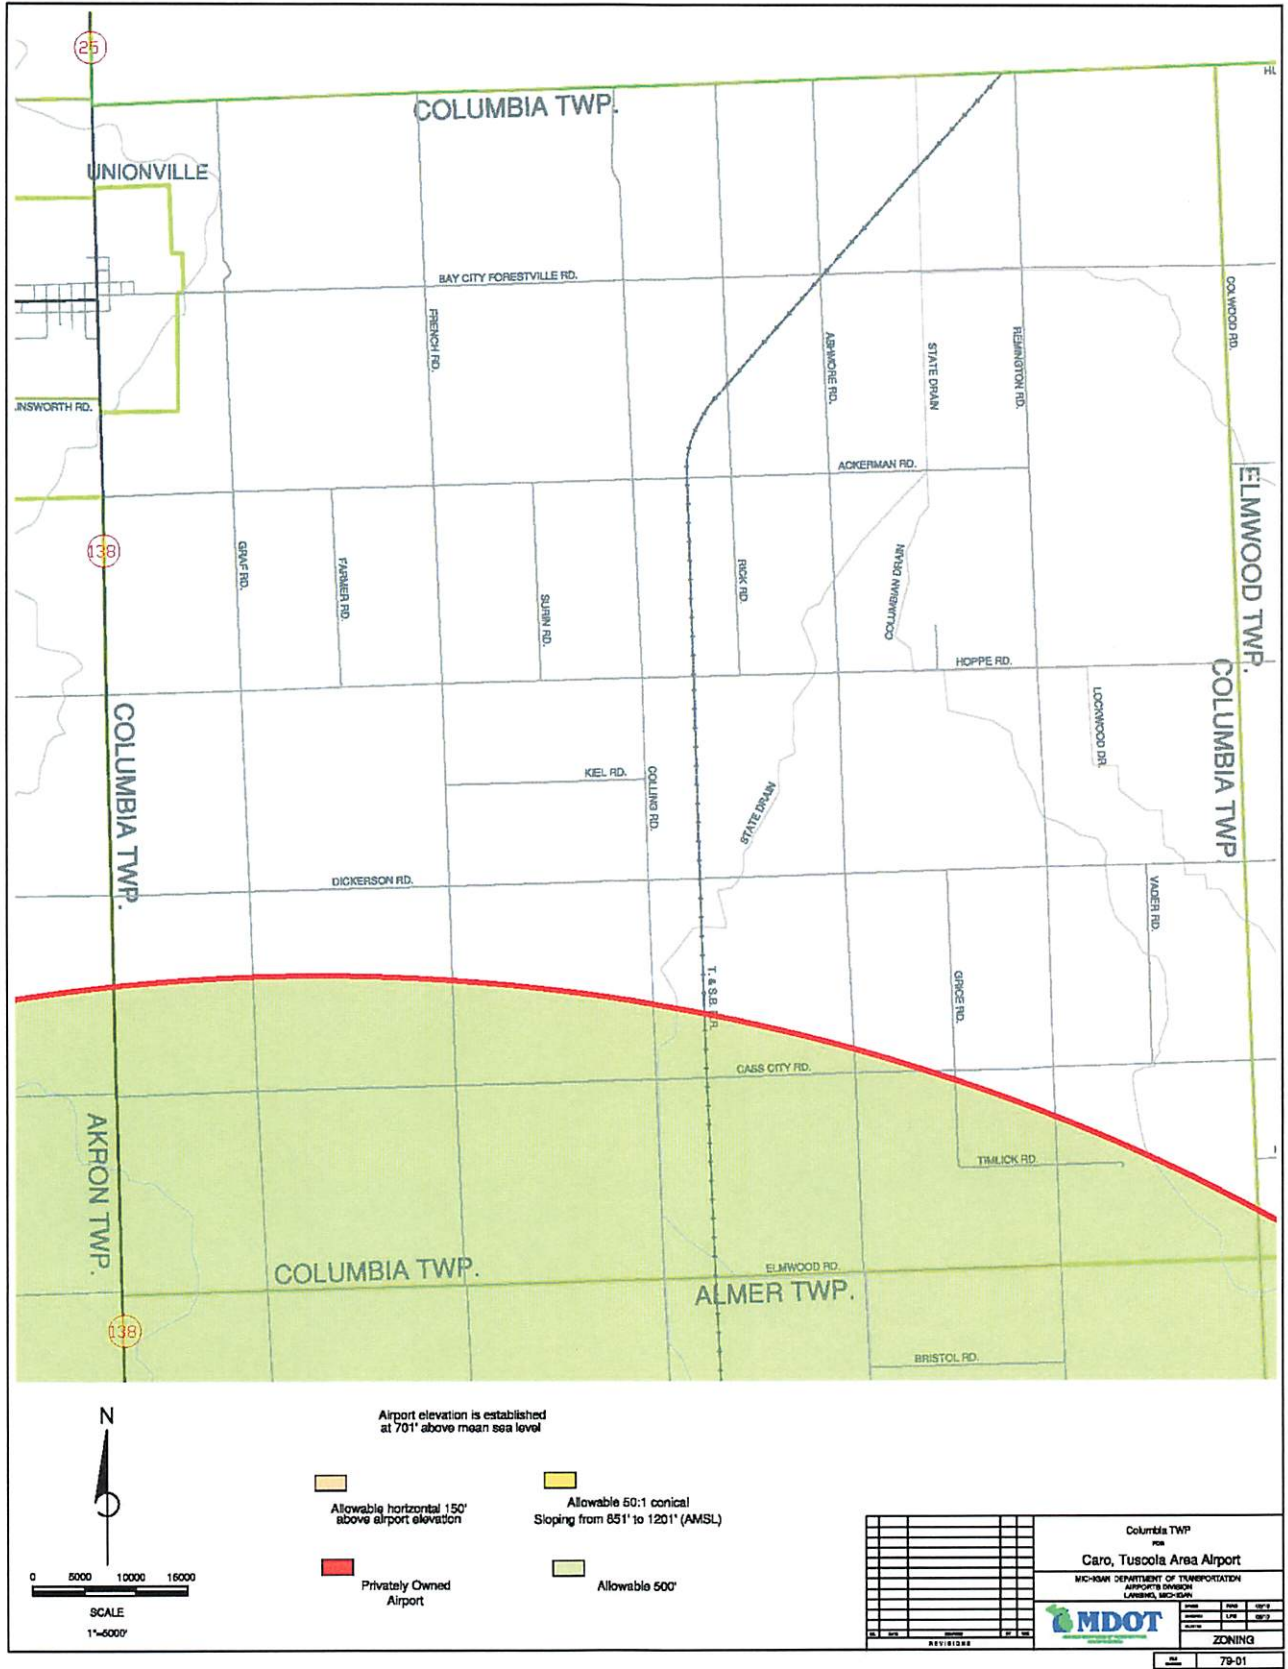 25
HU
COLUMBIA TWP.
UNIONVILLE
BAY CITY FORESTVILLE RD.
COLWOOD RD.
FRENCH RD.
ASHMORE RD.
STATE DRAIN
REMINGTON RD.
INSWORTH RD.
ACKERMAN RD.
ELMWOOD TWP.
138
GRAF RD.
FARMER RD.
SURIN RD.
RICK RD.
COLUMBIAN DRAIN
HOPPE RD.
COLUMBIA TWP
COLUMBIA TWP.
LOCKWOOD DR.
KIEL RD.
COLLING RD.
STATE DRAIN
DICKERSON RD.
VADER RD.
GRICE RD.
T. & S.B. R.R.
CASS CITY RD.
AKRON TWP.
TIMLICK RD.
COLUMBIA TWP.
ELMWOOD RD.
ALMER TWP.
138
BRISTOL RD.
N
Airport elevation is established
at 701' above mean sea level
Allowable horizontal 150'
above airport elevation
Allowable 50:1 conical
Sloping from 851' to 1201' (AMSL)
Privately Owned
Airport
Allowable 500'
0 5000 10000 15000
SCALE
1"=5000'
Columbia TWP
FOR
Caro, Tuscola Area Airport
MICHIGAN DEPARTMENT OF TRANSPORTATION
AIRPORTS DIVISION
LANSING, MICHIGAN
MDOT
ZONING
REVISIONS
79-01